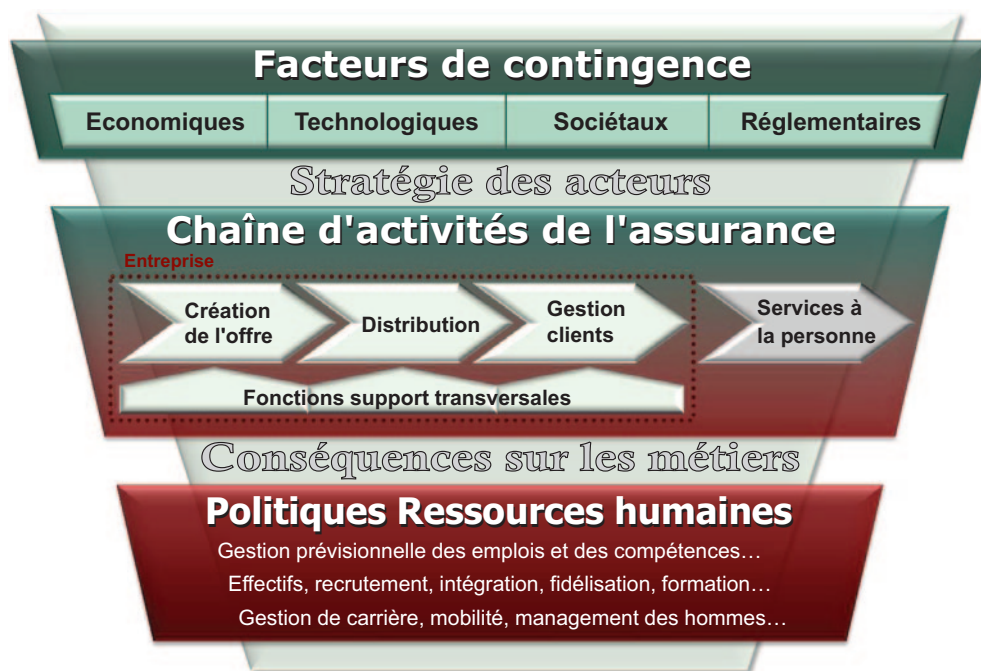 Facteurs de contingence
Economiques
Technologiques
Sociétaux
Réglementaires
Stratégie des acteurs
Chaîne d'activités de l'assurance
Entreprise
Création
de l'offre
Distribution
Gestion
clients
Services à
la personne
Fonctions support transversales
Conséquences sur les métiers
Politiques Ressources humaines
Gestion prévisionnelle des emplois et des compétences…
Effectifs, recrutement, intégration, fidélisation, formation…
Gestion de carrière, mobilité, management des hommes…